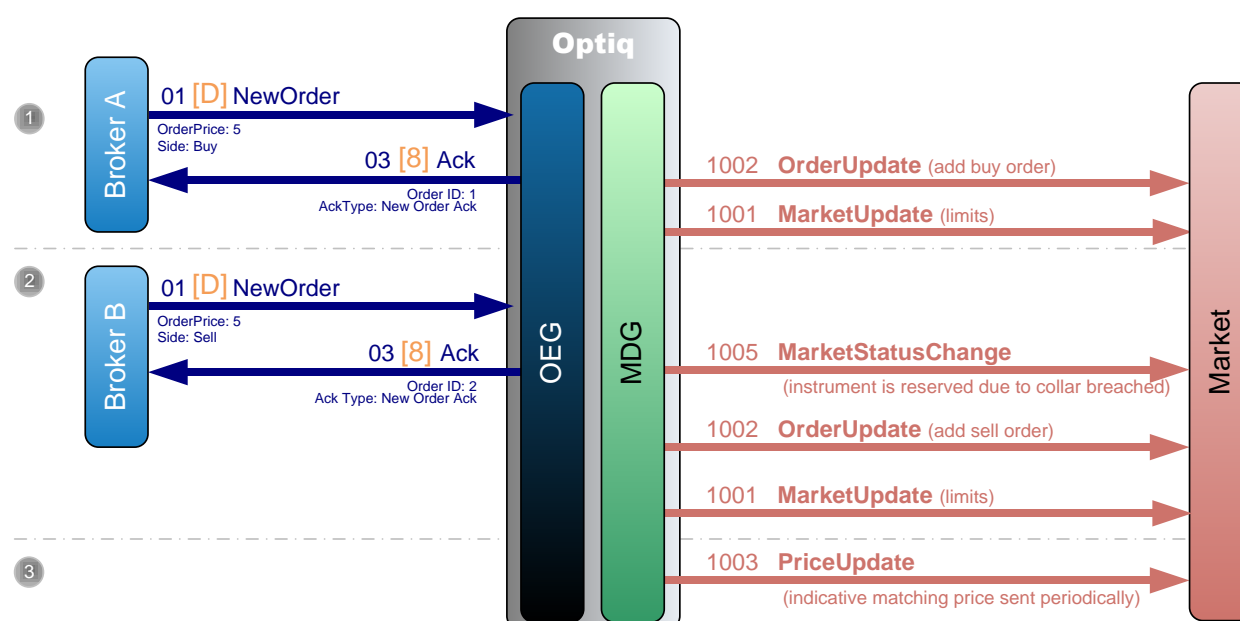 Optiq
1
Broker A
01 [D] NewOrder
OrderPrice: 5
Side: Buy
03 [8] Ack
Order ID: 1
AckType: New Order Ack
1002 OrderUpdate (add buy order)
1001 MarketUpdate (limits)
2
Broker B
01 [D] NewOrder
OrderPrice: 5
Side: Sell
03 [8] Ack
Order ID: 2
Ack Type: New Order Ack
OEG
MDG
1005 MarketStatusChange
(instrument is reserved due to collar breached)
1002 OrderUpdate (add sell order)
1001 MarketUpdate (limits)
Market
3
1003 PriceUpdate
(indicative matching price sent periodically)